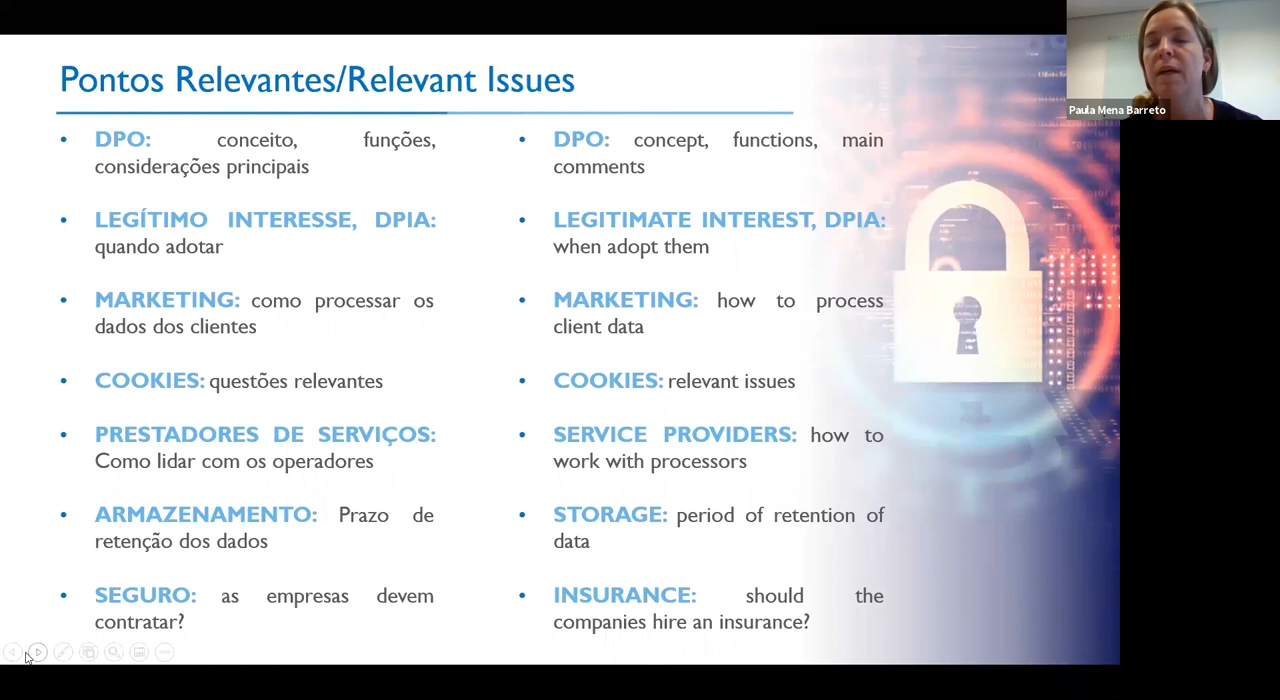 Pontos Relevantes/Relevant Issues
Paula Mena Barreto
• DPO: conceito, funções,
considerações principais
• LEGÍTIMO INTERESSE, DPIA:
quando adotar
• MARKETING: como processar os
dados dos clientes
• COOKIES: questões relevantes
• PRESTADORES DE SERVIÇOS:
Como lidar com os operadores
• ARMAZENAMENTO: Prazo de
retenção dos dados
• SEGURO: as empresas devem
contratar?
• DPO: concept, functions, main
comments
• LEGITIMATE INTEREST, DPIA:
when adopt them
• MARKETING: how to process
client data
• COOKIES: relevant issues
• SERVICE PROVIDERS: how to
work with processors
• STORAGE: period of retention of
data
• INSURANCE: should the
companies hire an insurance?